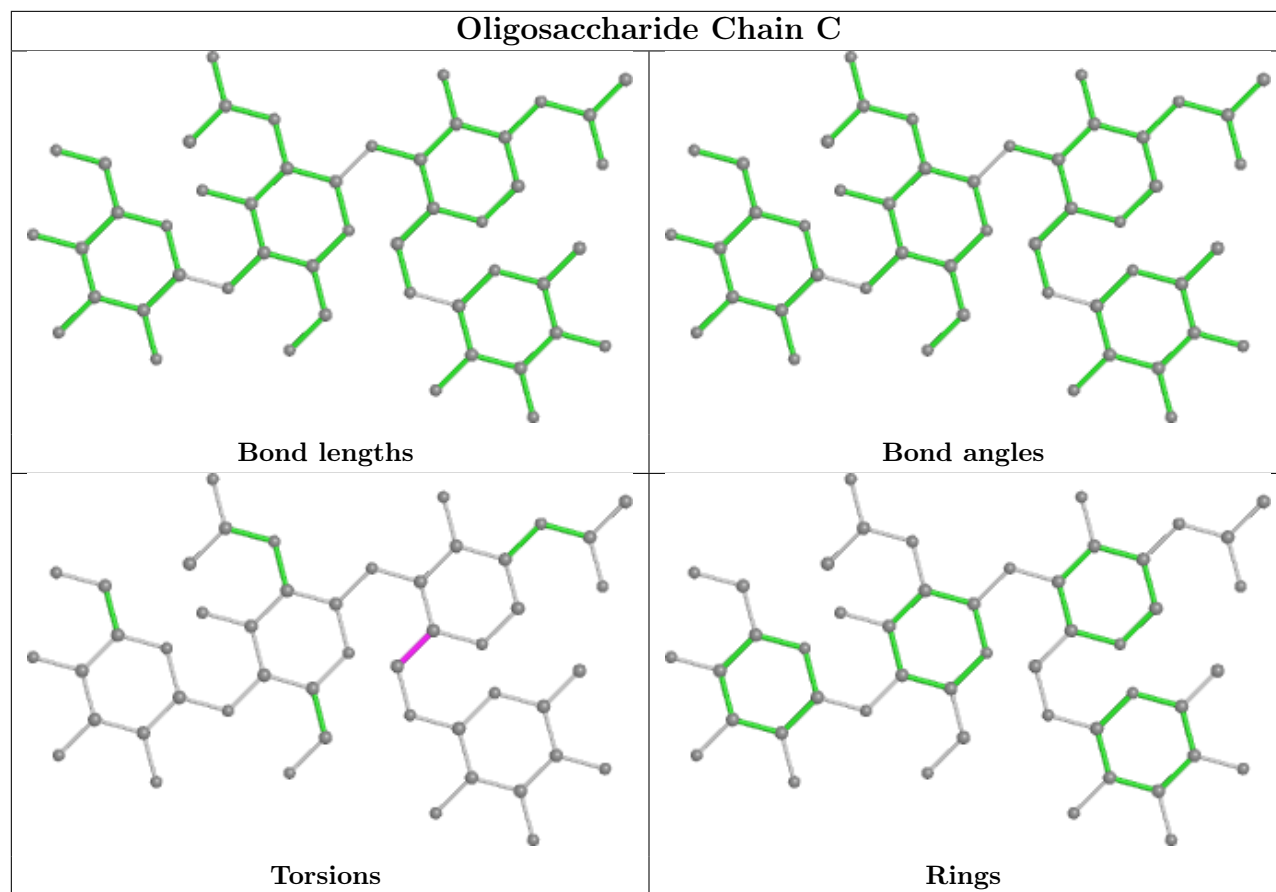 Oligosaccharide Chain C
Bond lengths
Bond angles
Torsions
Rings